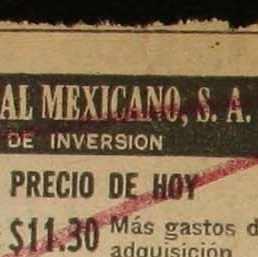 AL MEXICANO, S. A.
DE INVERSION
PRECIO DE HOY
$11.30 Más gastos d
adquisición